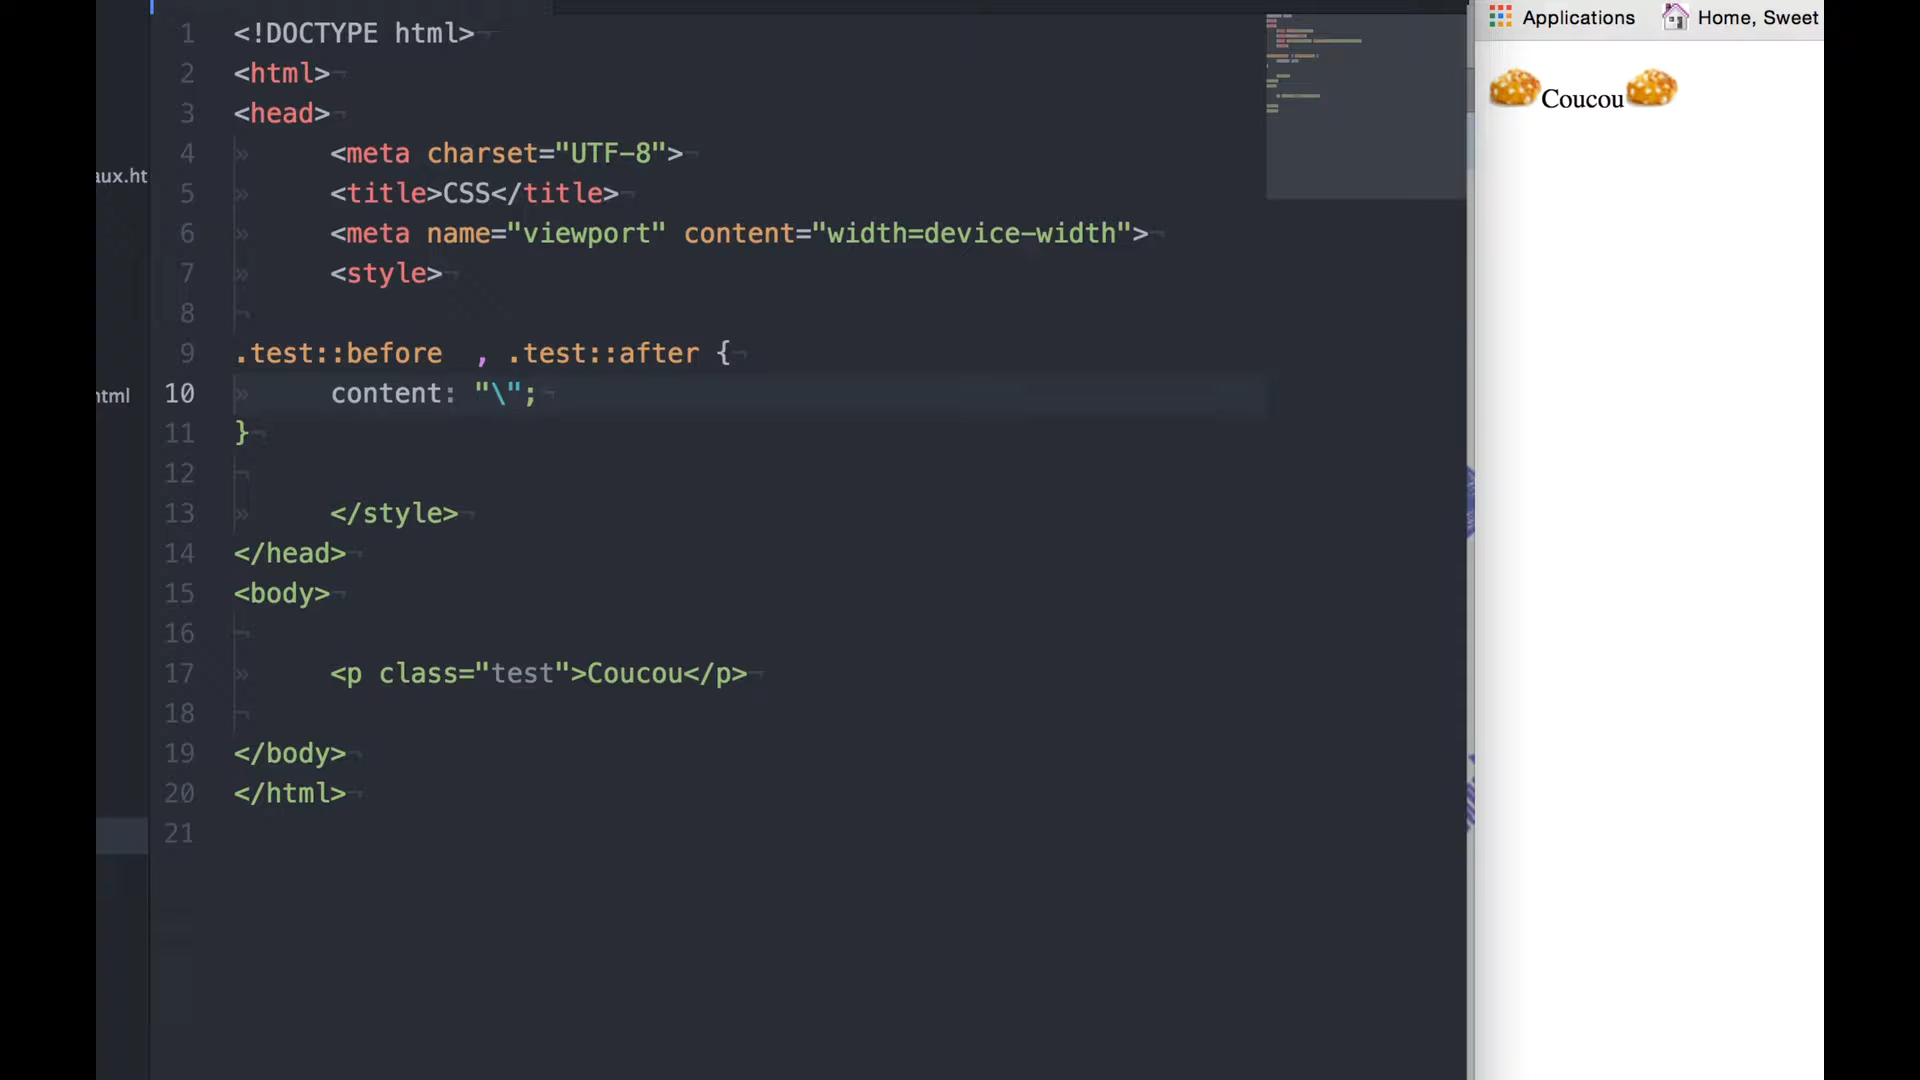 Applications Home, Sweet
aux.ht
html
1 <!DOCTYPE html>
2 <html>
3 <head>
4 <meta charset="UTF-8">
5 <title>CSS</title>
6 <meta name="viewport" content="width=device-width">
7 <style>
8
9 .test::before , .test::after {
10 content: "\";
11 }
12
13 </style>
14 </head>
15 <body>
16
17 <p class="test">Coucou</p>
18
19 </body>
20 </html>
21
Coucou